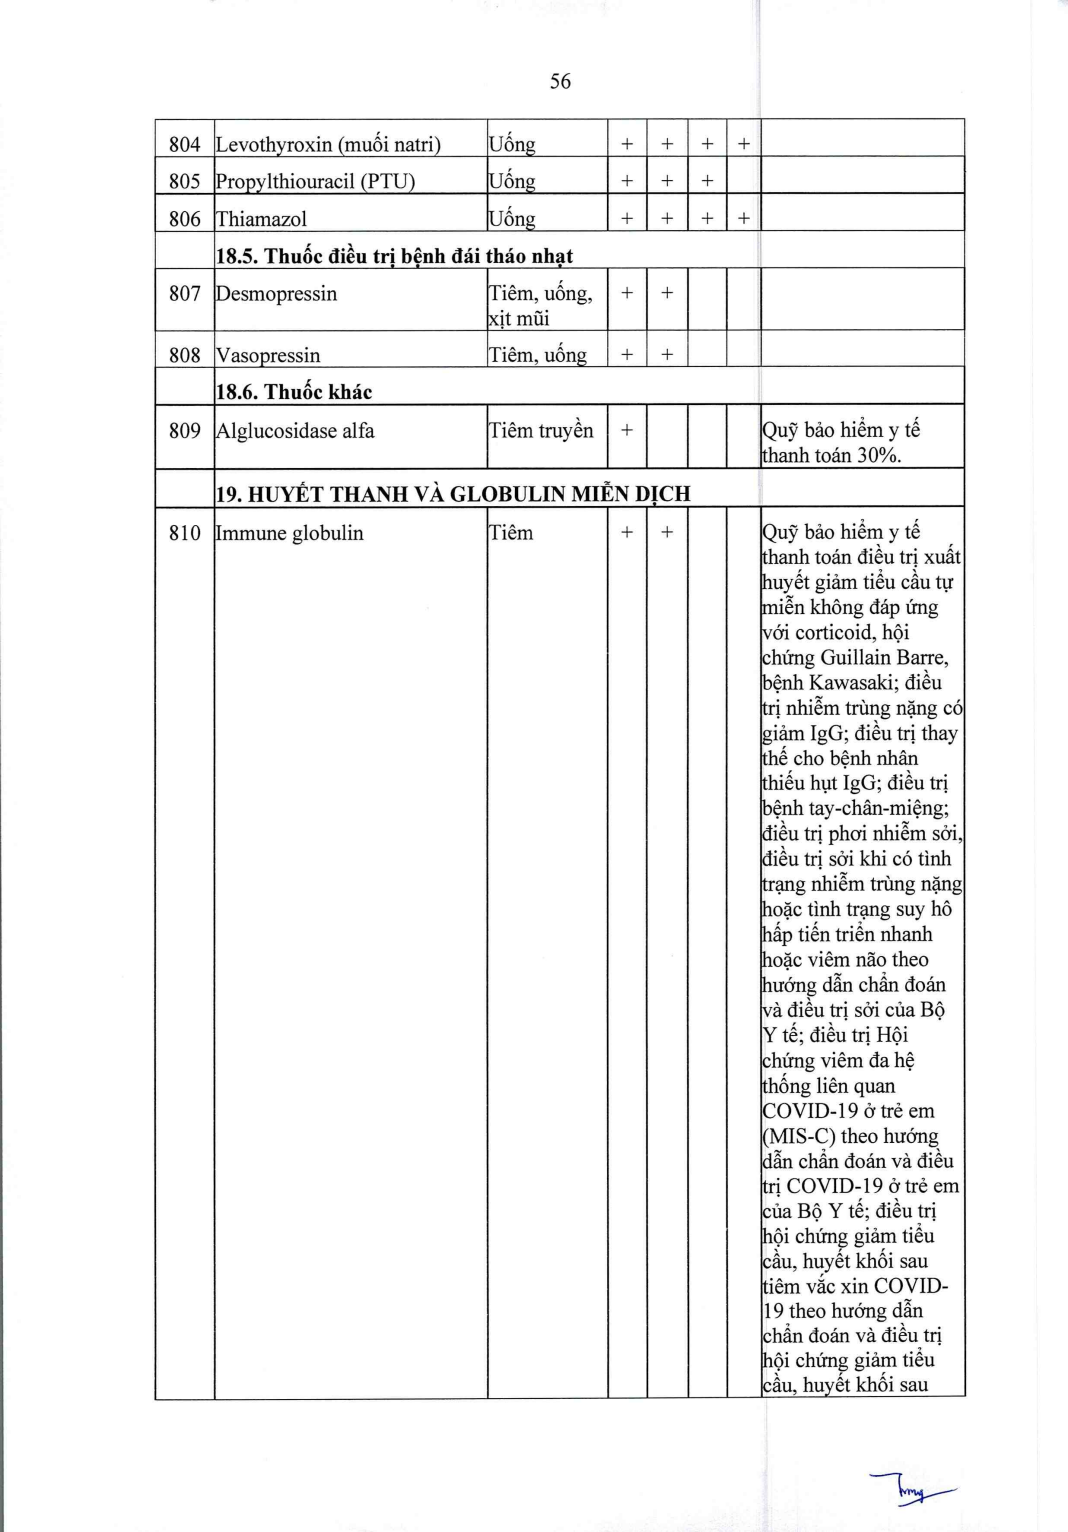 56
804 Levothyroxin (muối natri) Uống + + + +
805 Propylthiouracil (PTU) Uống + + +
806 Thiamazol Uống + + + +
18.5. Thuốc điều trị bệnh đái tháo nhạt
807 Desmopressin Tiêm, uống, + +
xịt mũi
808 Vasopressin Tiêm, uống + +
18.6. Thuốc khác
809 Alglucosidase alfa Tiêm truyền + Quỹ bảo hiểm y tế
thanh toán 30%.
19. HUYẾT THANH VÀ GLOBULIN MIỄN DỊCH
810 Immune globulin Tiêm + + Quỹ bảo hiểm y tế
thanh toán điều trị xuất
huyết giảm tiểu cầu tự
miễn không đáp ứng
với corticoid, hội
chứng Guillain Barre,
bệnh Kawasaki; điều
trị nhiễm trùng nặng có
giảm IgG; điều trị thay
thế cho bệnh nhân
thiếu hụt IgG; điều trị
bệnh tay-chân-miệng;
điều trị phơi nhiễm sởi,
điều trị sởi khi có tình
trạng nhiễm trùng nặng
hoặc tình trạng suy hô
hấp tiến triển nhanh
hoặc viêm não theo
hướng dẫn chẩn đoán
và điều trị sởi của Bộ
Y tế; điều trị Hội
chứng viêm đa hệ
thống liên quan
COVID-19 ở trẻ em
(MIS-C) theo hướng
dẫn chẩn đoán và điều
trị COVID-19 ở trẻ em
của Bộ Y tế; điều trị
hội chứng giảm tiểu
cầu, huyết khối sau
tiêm vắc xin COVID-
19 theo hướng dẫn
chẩn đoán và điều trị
hội chứng giảm tiểu
cầu, huyết khối sau